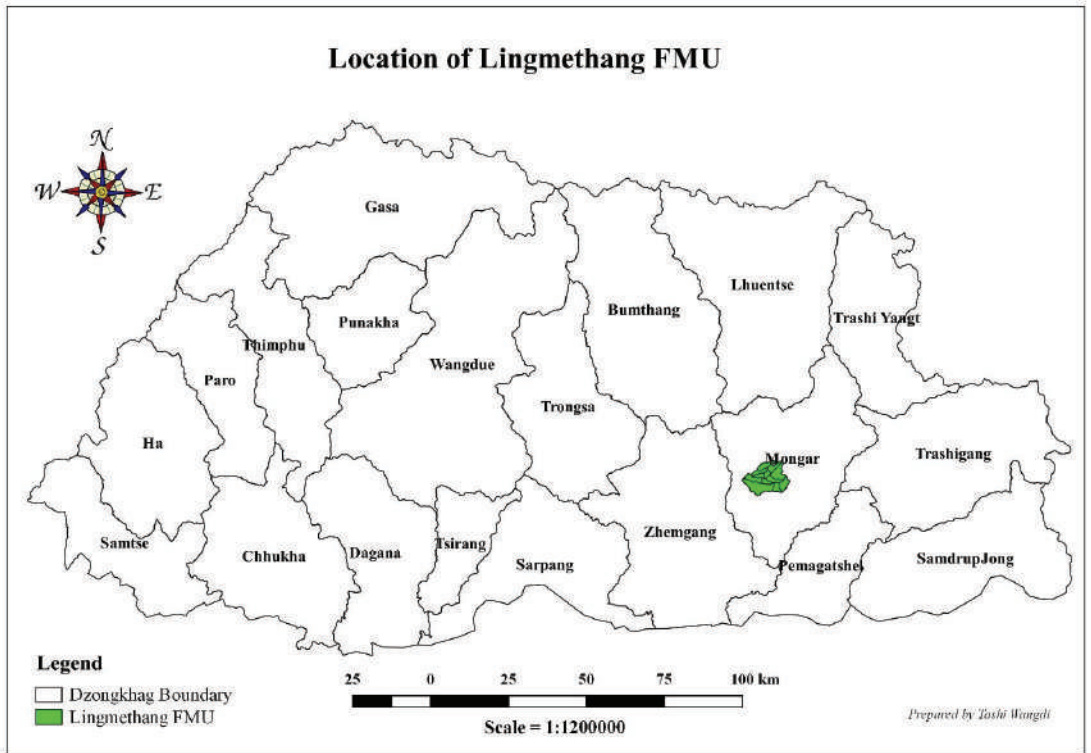 Location of Lingmethang FMU
N
W E
S
Gasa
Lhuentse
Bumthang
Punakha
Trashi Yangt
Thimphu
Wangdue
Paro
Trongsa
Ha
Mongar
Trashigang
Zhemgang
Samtse
Chhukha
Dagana
Tsirang
Sarpang
Pemagatshel
SamdrupJong
Legend
Dzongkhag Boundary
Lingmethang FMU
25 0 25 50 75 100 km
Scale = 1:1200000
Prepared by Tashi Wangdi